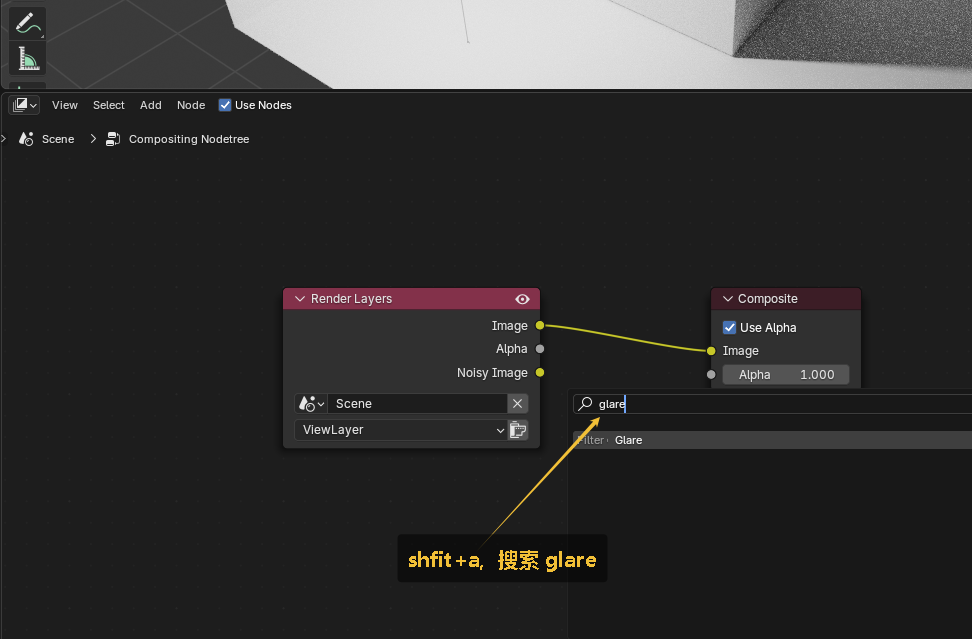 View Select Add Node Use Nodes
Scene Compositing Nodetree
Render Layers
Image
Alpha
Noisy Image
Scene
ViewLayer
Composite
Use Alpha
Image
Alpha 1.000
glare
Filter Glare
shfit+a, 搜索 glare